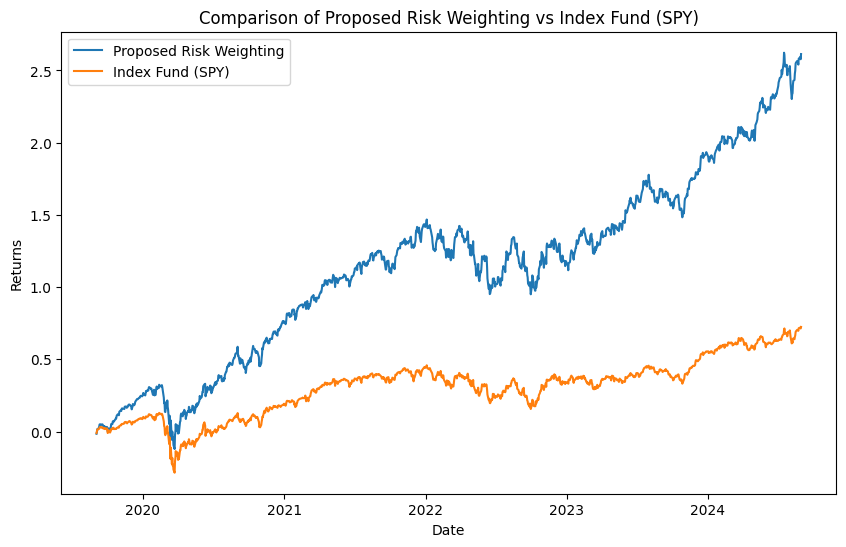 Comparison of Proposed Risk Weighting vs Index Fund (SPY)
Proposed Risk Weighting
Index Fund (SPY)
Returns
2.5
2.0
1.5
1.0
0.5
0.0
2020 2021 2022 2023 2024
Date